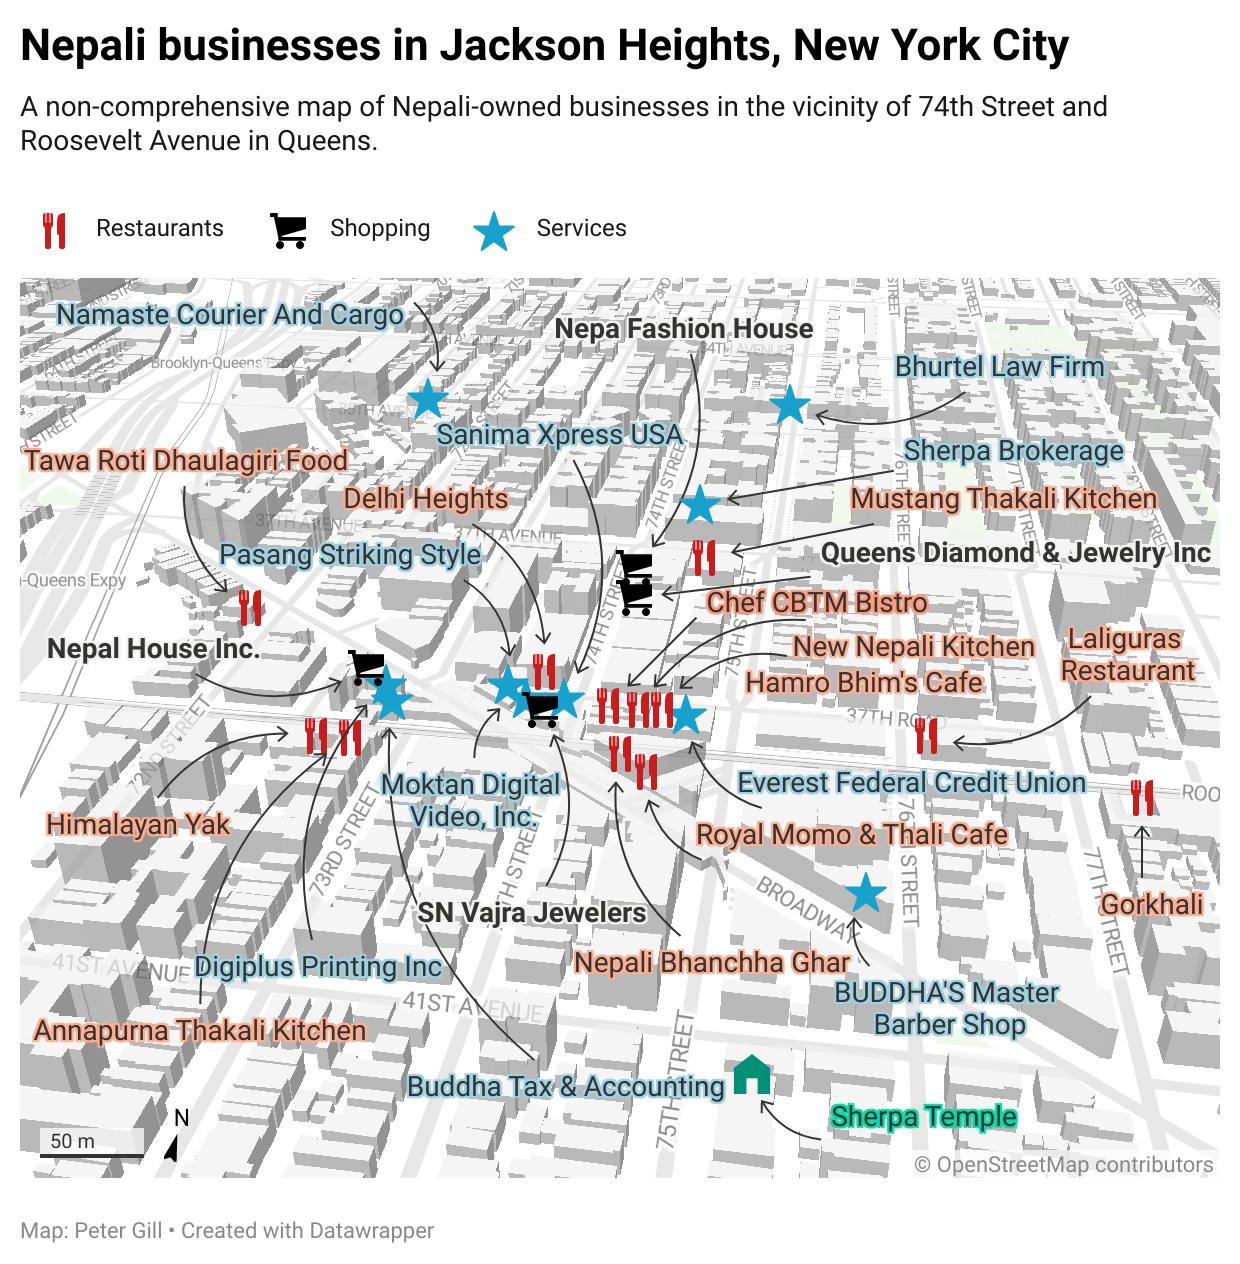 Nepali businesses in Jackson Heights, New York City
A non-comprehensive map of Nepali-owned businesses in the vicinity of 74th Street and
Roosevelt Avenue in Queens.
Restaurants
Shopping
Services
Namaste Courier And Cargo
Nepa Fashion House
34TH AVENUE
Brooklyn-Queens Expy
Bhurtel Law Firm
35TH AVE
Sanima Xpress USA
Sherpa Brokerage
Tawa Roti Dhaulagiri Food
Delhi Heights
Mustang Thakali Kitchen
74TH STREET
37TH AVENUE
37TH AVENUE
Pasang Striking Style
Queens Diamond & Jewelry Inc
-Queens Expy
Chef CBTM Bistro
74TH STREET
75TH STREET
Nepal House Inc.
New Nepali Kitchen
Laliguras
Restaurant
Hamro Bhim's Cafe
72ND STREET
37TH ROAD
Moktan Digital
Video, Inc.
Everest Federal Credit Union
ROO
Himalayan Yak
Royal Momo & Thali Cafe
73RD STREET
TH STREET
76TH STREET
77TH STREET
BROADWAY
SN Vajra Jewelers
Gorkhali
Digiplus Printing Inc
Nepali Bhanchha Ghar
41ST AVENUE
41ST AVENUE
BUDDHA'S Master
Barber Shop
Annapurna Thakali Kitchen
75TH STREET
Buddha Tax & Accounting
Sherpa Temple
N
50 m
© OpenStreetMap contributors
Map: Peter Gill • Created with Datawrapper